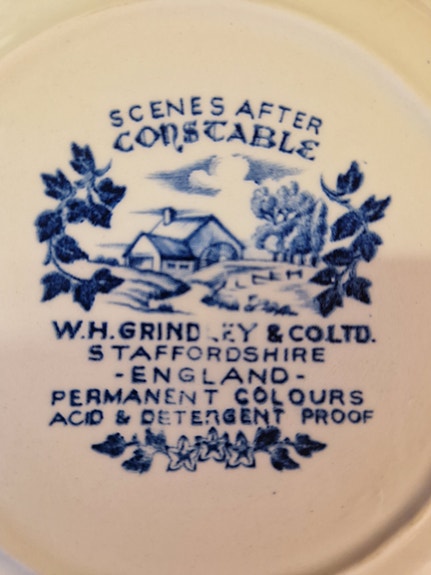 SCENES AFTER
CONSTABLE
W.H. GRINDLEY & CO. LTD.
STAFFORDSHIRE
- ENGLAND -
PERMANENT COLOURS
ACID & DETERGENT PROOF